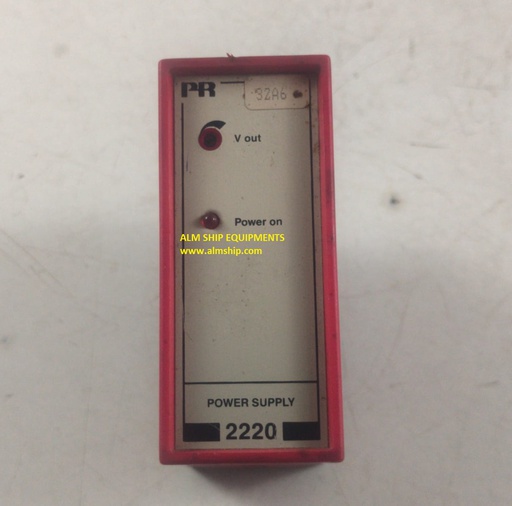 PR
32A6
V out
Power on
ALM SHIP EQUIPMENTS
www.almship.com
POWER SUPPLY
2220